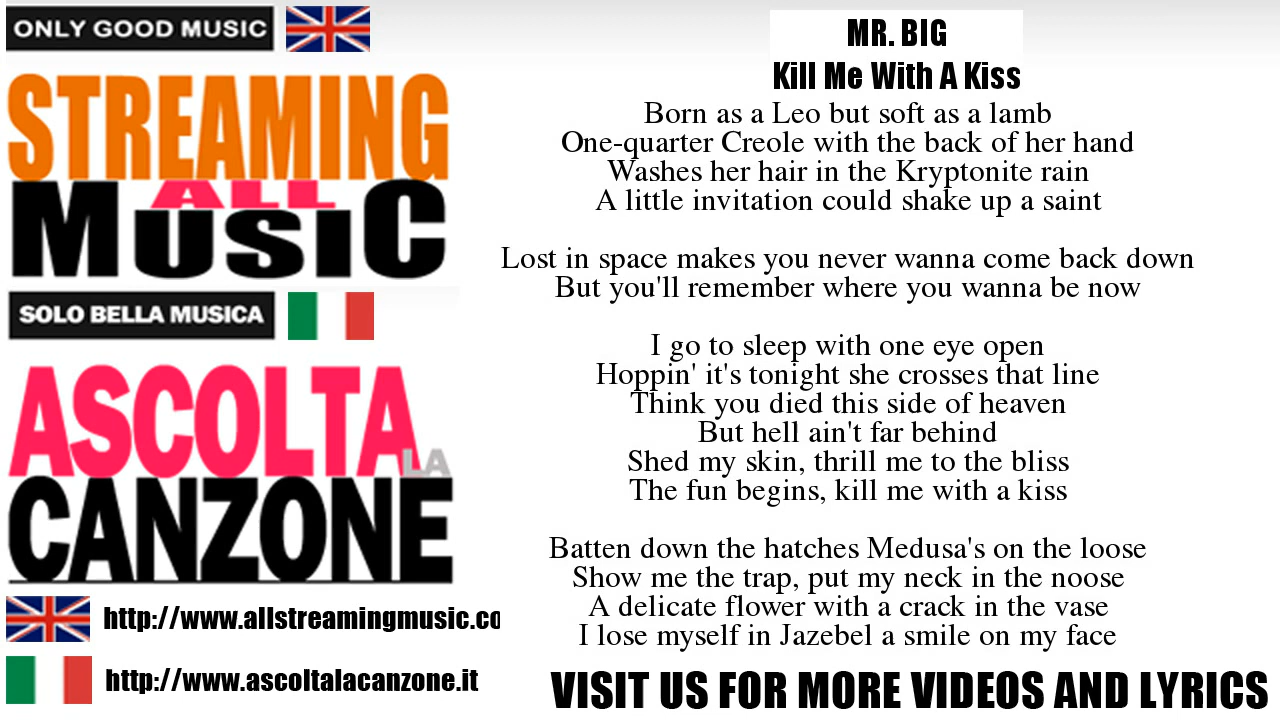 ONLY GOOD MUSIC
STREAMING
ALL
MUSIC
SOLO BELLA MUSICA
ASCOLTA
LA
CANZONE
http://www.allstreamingmusic.co
http://www.ascoltalacanzone.it
MR. BIG
Kill Me With A Kiss
Born as a Leo but soft as a lamb
One-quarter Creole with the back of her hand
Washes her hair in the Kryptonite rain
A little invitation could shake up a saint
Lost in space makes you never wanna come back down
But you'll remember where you wanna be now
I go to sleep with one eye open
Hoppin' it's tonight she crosses that line
Think you died this side of heaven
But hell ain't far behind
Shed my skin, thrill me to the bliss
The fun begins, kill me with a kiss
Batten down the hatches Medusa's on the loose
Show me the trap, put my neck in the noose
A delicate flower with a crack in the vase
I lose myself in Jazebel a smile on my face
VISIT US FOR MORE VIDEOS AND LYRICS